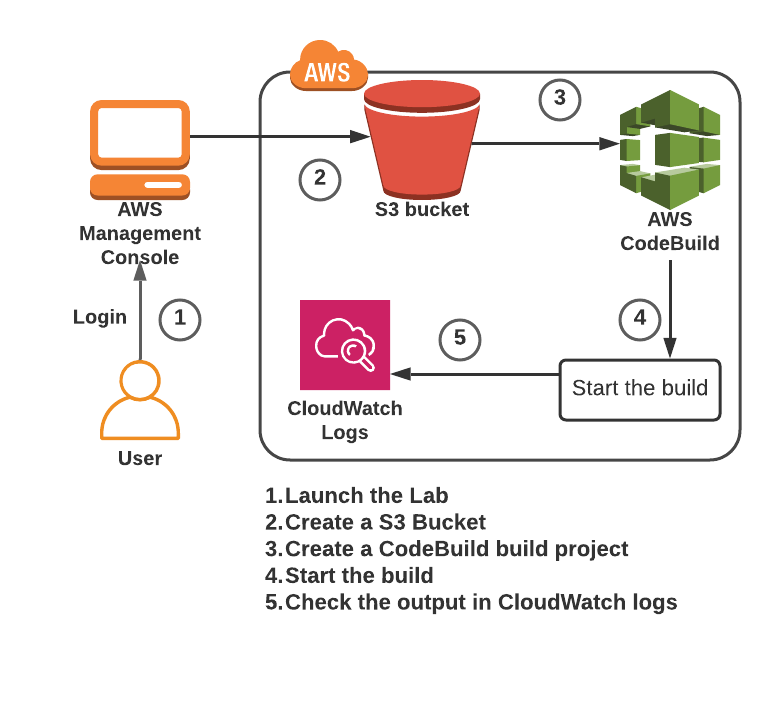 AWS
3
2
S3 bucket
AWS
Management
Console
AWS
CodeBuild
Login
1
4
5
Start the build
CloudWatch
Logs
User
1.Launch the Lab
2.Create a S3 Bucket
3.Create a CodeBuild build project
4.Start the build
5.Check the output in CloudWatch logs